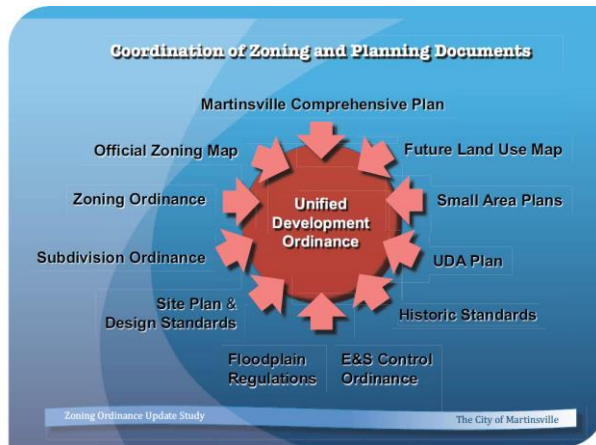 Coordination of Zoning and Planning Documents
Martinsville Comprehensive Plan
Official Zoning Map
Future Land Use Map
Zoning Ordinance
Small Area Plans
Unified
Development
Ordinance
Subdivision Ordinance
UDA Plan
Site Plan &
Design Standards
Historic Standards
Floodplain
Regulations
E&S Control
Ordinance
Zoning Ordinance Update Study
The City of Martinsville